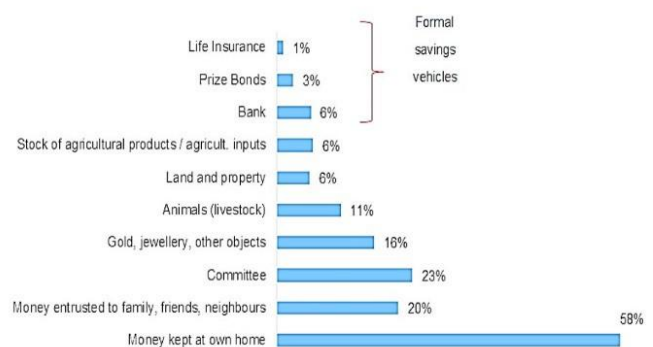 Formal
savings
vehicles
Life Insurance 1%
Prize Bonds 3%
Bank 6%
Stock of agricultural products / agricult. inputs 6%
Land and property 6%
Animals (livestock) 11%
Gold, jewellery, other objects 16%
Committee 23%
Money entrusted to family, friends, neighbours 20%
Money kept at own home 58%